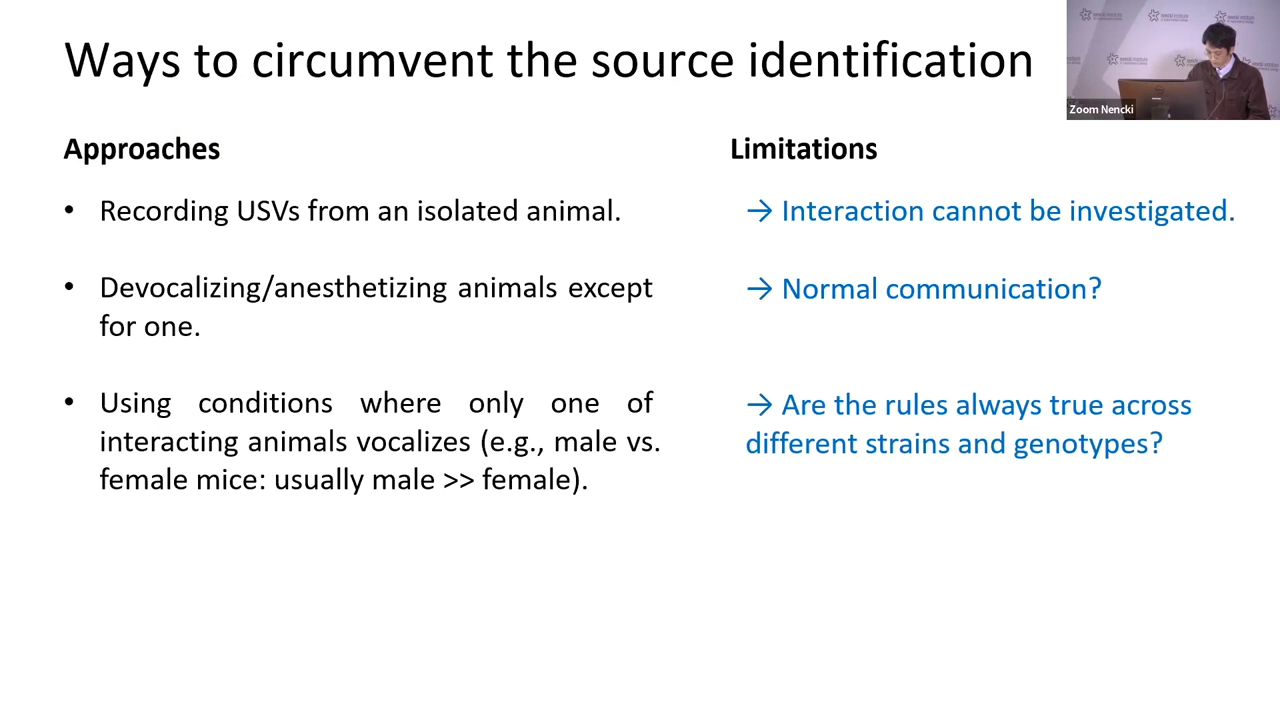 Ways to circumvent the source identification
Zoom Nencki
Approaches
Limitations
• Recording USVs from an isolated animal.
→ Interaction cannot be investigated.
• Devocalizing/anesthetizing animals except
for one.
→ Normal communication?
• Using conditions where only one of
interacting animals vocalizes (e.g., male vs.
female mice: usually male >> female).
→ Are the rules always true across
different strains and genotypes?